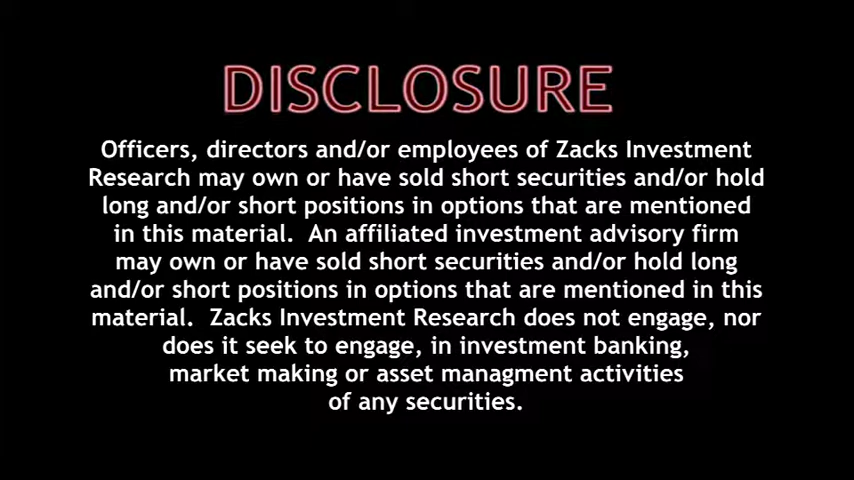 DISCLOSURE
Officers, directors and/or employees of Zacks Investment
Research may own or have sold short securities and/or hold
long and/or short positions in options that are mentioned
in this material.  An affiliated investment advisory firm
may own or have sold short securities and/or hold long
and/or short positions in options that are mentioned in this
material.  Zacks Investment Research does not engage, nor
does it seek to engage, in investment banking,
market making or asset managment activities
of any securities.